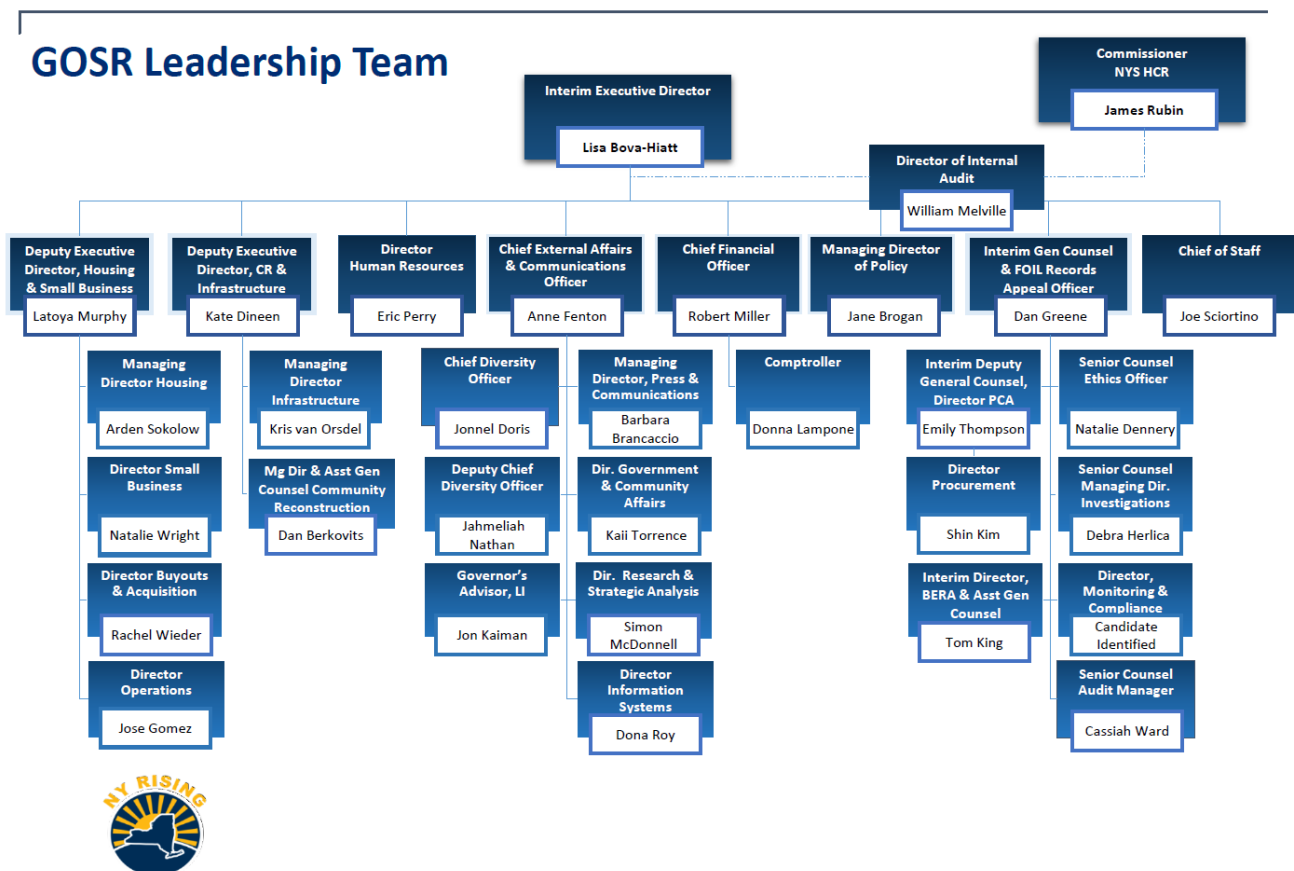 GOSR Leadership Team
Commissioner
NYS HCR
James Rubin
Interim Executive Director
Lisa Bova-Hiatt
Director of Internal
Audit
William Melville
Deputy Executive
Director, Housing
& Small Business
Latoya Murphy
Deputy Executive
Director, CR &
Infrastructure
Kate Dineen
Director
Human Resources
Eric Perry
Chief External Affairs
& Communications
Officer
Anne Fenton
Chief Financial
Officer
Robert Miller
Managing Director
of Policy
Jane Brogan
Interim Gen Counsel
& FOIL Records
Appeal Officer
Dan Greene
Chief of Staff
Joe Sciortino
Managing
Director Housing
Arden Sokolow
Managing
Director
Infrastructure
Kris van Orsdel
Chief Diversity
Officer
Jonnel Doris
Managing
Director, Press &
Communications
Barbara
Brancaccio
Comptroller
Donna Lampone
Interim Deputy
General Counsel,
Director PCA
Emily Thompson
Senior Counsel
Ethics Officer
Natalie Dennery
Director Small
Business
Natalie Wright
Mg Dir & Asst Gen
Counsel Community
Reconstruction
Dan Berkovits
Deputy Chief
Diversity Officer
Jahmeliah
Nathan
Dir. Government
& Community
Affairs
Kaii Torrence
Director
Procurement
Shin Kim
Senior Counsel
Managing Dir.
Investigations
Debra Herlica
Director Buyouts
& Acquisition
Rachel Wieder
Governor's
Advisor, LI
Jon Kaiman
Dir. Research &
Strategic Analysis
Simon
McDonnell
Interim Director,
BERA & Asst Gen
Counsel
Tom King
Director,
Monitoring &
Compliance
Candidate
Identified
Director
Operations
Jose Gomez
Director
Information
Systems
Dona Roy
Senior Counsel
Audit Manager
Cassiah Ward
NY RISING